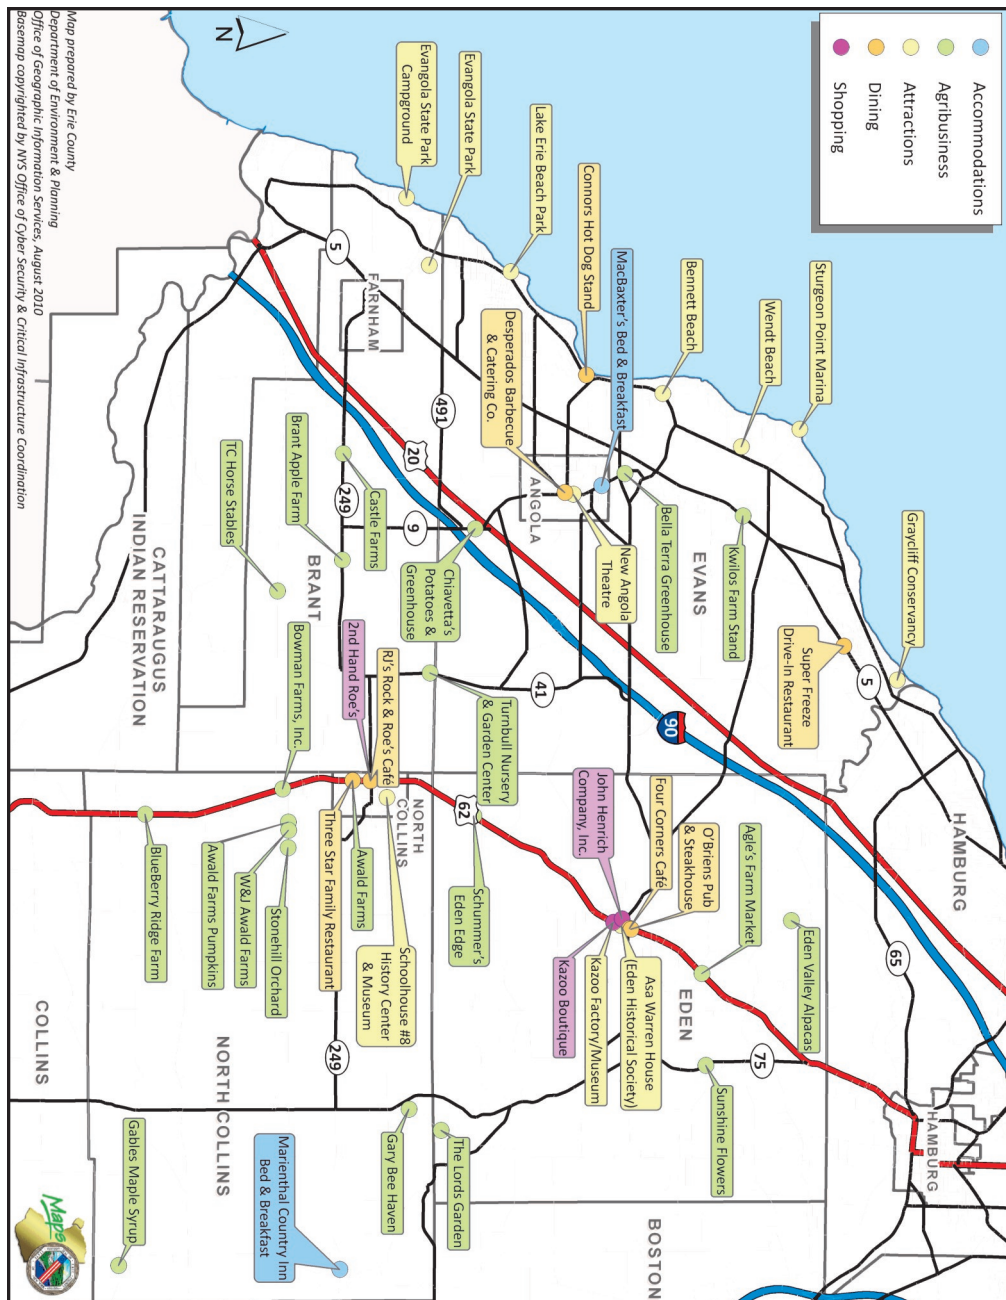 Accommodations
Agribusiness
Attractions
Dining
Shopping
N
Graycliff Conservancy
Sturgeon Point Marina
Wendt Beach
Bennett Beach
MacBaxter's Bed & Breakfast
Connors Hot Dog Stand
Lake Erie Beach Park
Evangola State Park
Evangola State Park
Campground
Desperados Barbecue
& Catering Co.
New Angola
Theatre
Bella Terra Greenhouse
Kwilos Farm Stand
Super Freeze
Drive-In Restaurant
5
HAMBURG
65
HAMBURG
EVANS
ANGOLA
90
41
20
491
9
5
FARNHAM
249
BRANT
Castle Farms
Brant Apple Farm
TC Horse Stables
Chiavetta's
Potatoes &
Greenhouse
CATTARAUGUS
INDIAN RESERVATION
Turnbull Nursery
& Garden Center
RJ's Rock & Roe's Café
2nd Hand Roe's
Bowman Farms, Inc.
NORTH
COLLINS
62
Eden Valley Alpacas
Agle's Farm Market
O'Briens Pub
& Steakhouse
Four Corners Café
John Henrich
Company, Inc.
EDEN
Asa Warren House
(Eden Historical Society)
Kazoo Factory/Museum
Kazoo Boutique
75
Sunshine Flowers
Schummer's
Eden Edge
Schoolhouse #8
History Center
& Museum
Awald Farms
Three Star Family Restaurant
Stonehill Orchard
W&J Awald Farms
Awald Farms Pumpkins
BlueBerry Ridge Farm
249
NORTH COLLINS
COLLINS
BOSTON
The Lords Garden
Gary Bee Haven
Marienthal Country Inn
Bed & Breakfast
Gables Maple Syrup
Map prepared by Erie County
Department of Environment & Planning
Office of Geographic Information Services, August 2010
Basemap copyrighted by NYS Office of Cyber Security & Critical Infrastructure Coordination
Maps